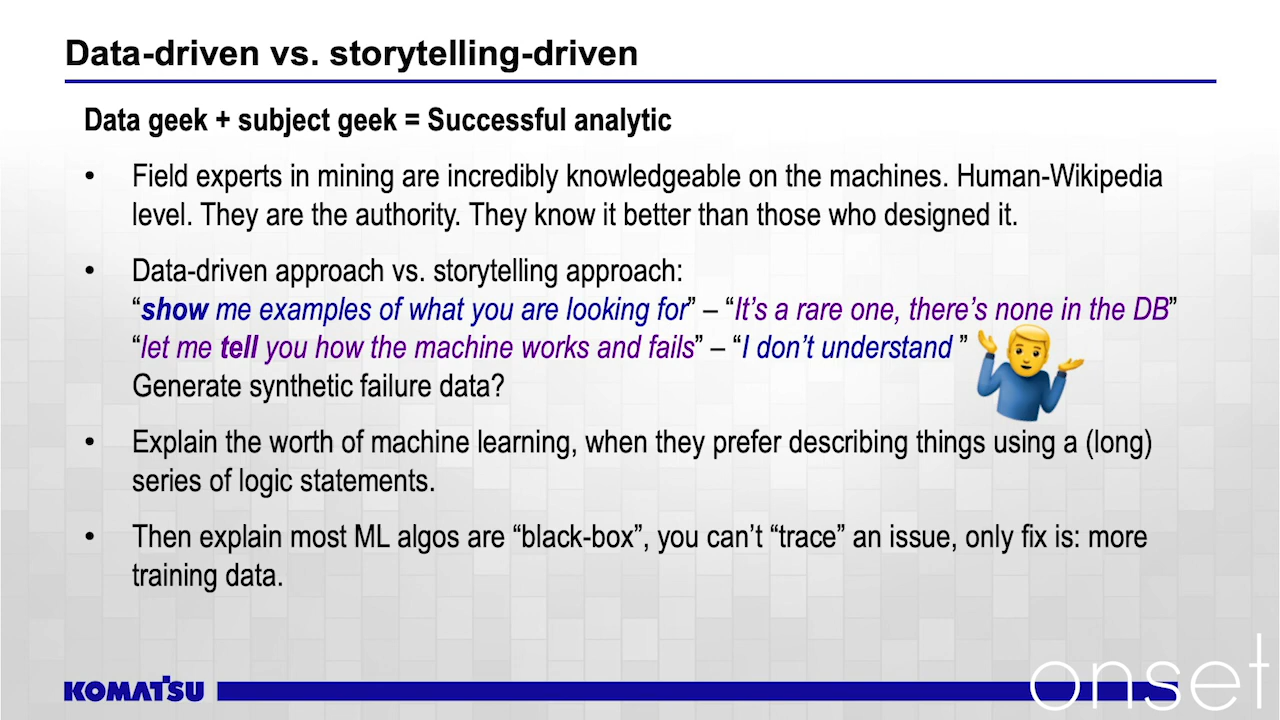 Data-driven vs. storytelling-driven
Data geek + subject geek = Successful analytic
• Field experts in mining are incredibly knowledgeable on the machines. Human-Wikipedia
level. They are the authority. They know it better than those who designed it.
• Data-driven approach vs. storytelling approach:
“show me examples of what you are looking for” – “It’s a rare one, there’s none in the DB”
“let me tell you how the machine works and fails” – “I don’t understand ”
Generate synthetic failure data?
• Explain the worth of machine learning, when they prefer describing things using a (long)
series of logic statements.
• Then explain most ML algos are “black-box”, you can’t “trace” an issue, only fix is: more
training data.
KOMATSU
onset